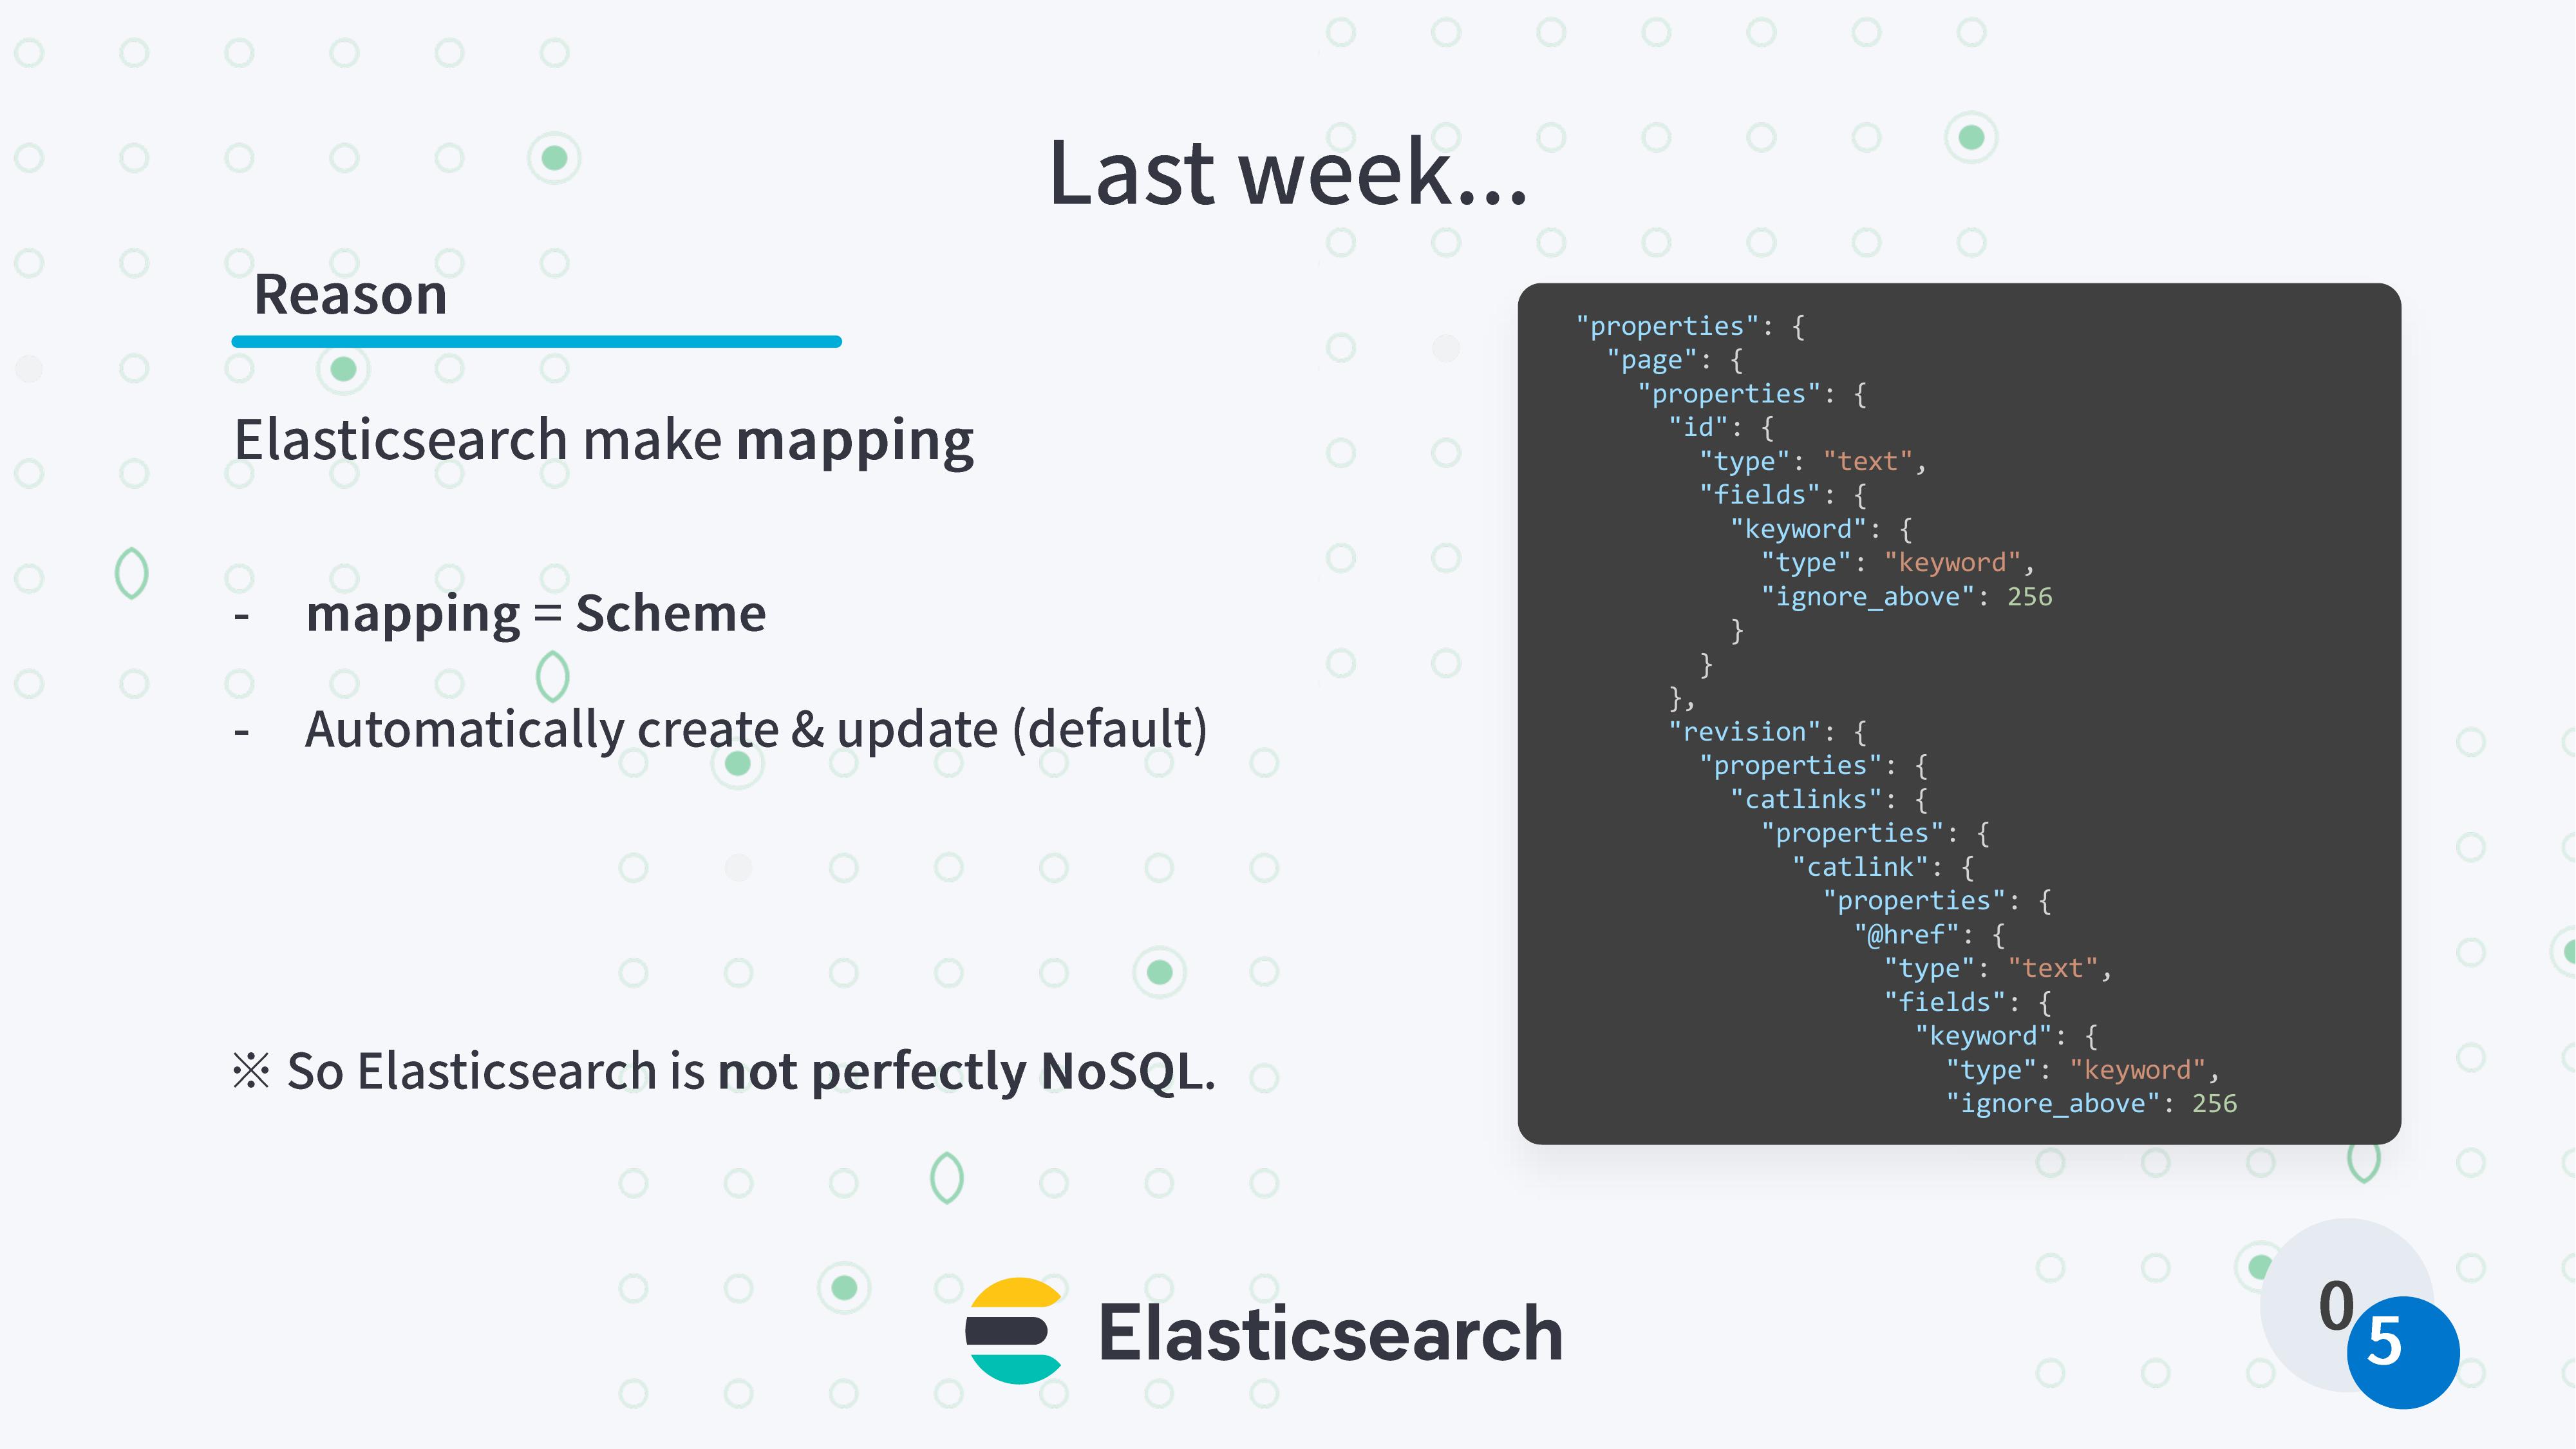 Last week...
Reason
Elasticsearch make mapping
- mapping = Scheme
- Automatically create & update (default)
※ So Elasticsearch is not perfectly NoSQL.
"properties": {
"page": {
"properties": {
"id": {
"type": "text",
"fields": {
"keyword": {
"type": "keyword",
"ignore_above": 256
}
}
},
"revision": {
"properties": {
"catlinks": {
"properties": {
"catlink": {
"properties": {
"@href": {
"type": "text",
"fields": {
"keyword": {
"type": "keyword",
"ignore_above": 256
Elasticsearch
05